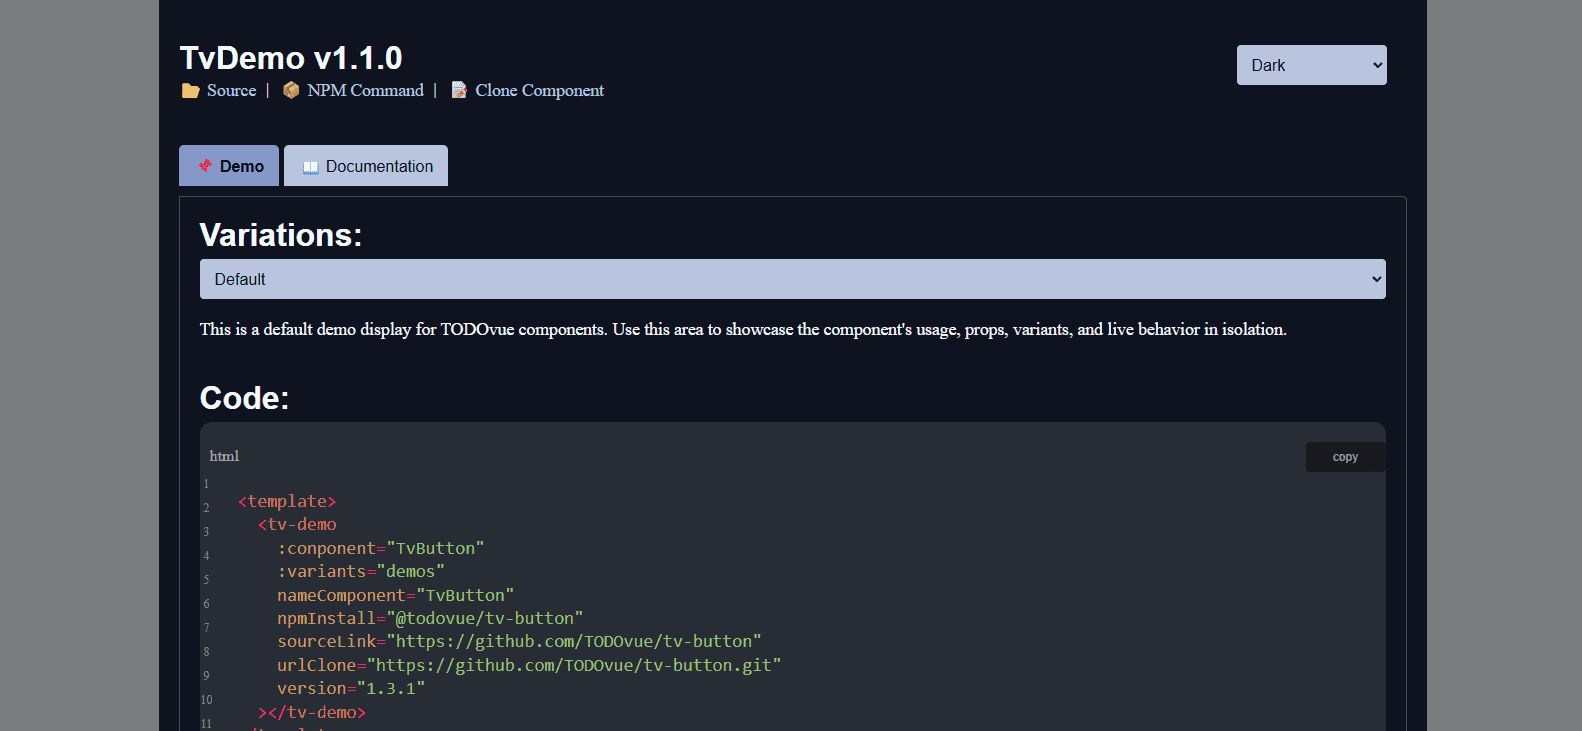 TvDemo v1.1.0
Dark
Source | NPM Command | Clone Component
Demo
Documentation
Variations:
Default
This is a default demo display for TODOvue components. Use this area to showcase the component's usage, props, variants, and live behavior in isolation.
Code:
html
copy
1
2 <template>
3 <tv-demo
4 :conponent="TvButton"
5 :variants="demos"
6 nameComponent="TvButton"
7 npmInstall="@todovue/tv-button"
8 sourceLink="https://github.com/TODOvue/tv-button"
9 urlClone="https://github.com/TODOvue/tv-button.git"
10 version="1.3.1"
11 ></tv-demo>